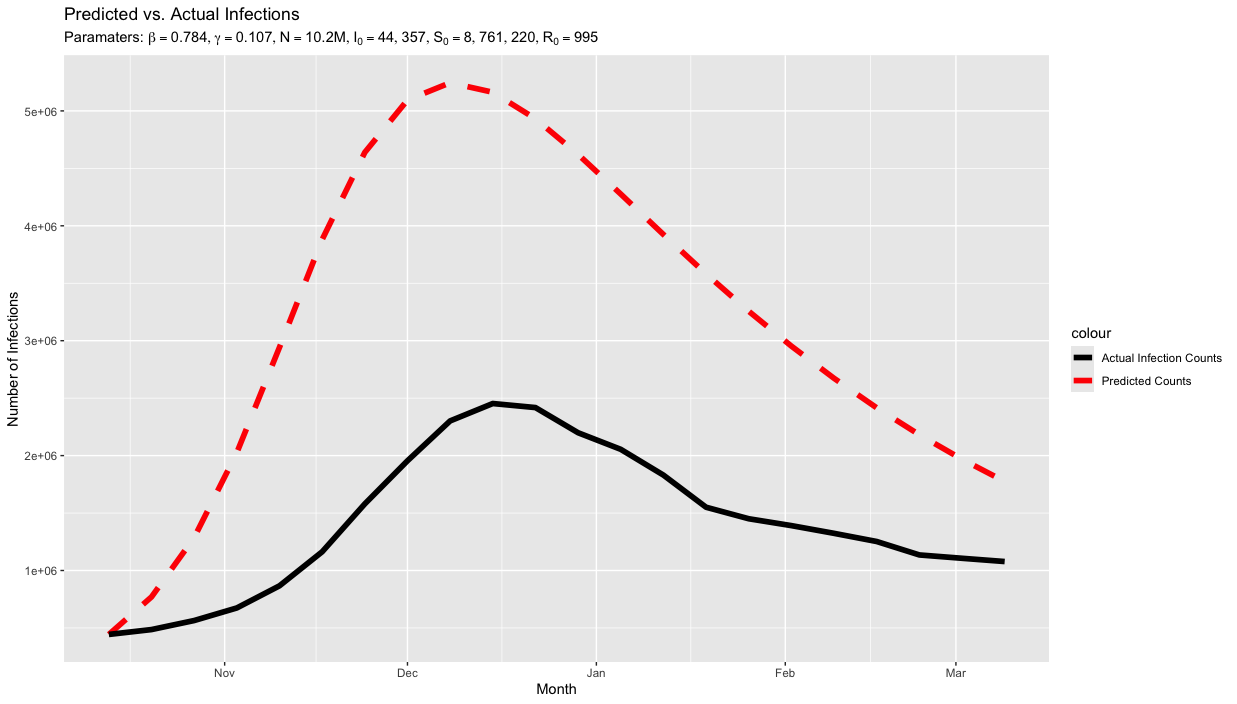 Predicted vs. Actual Infections
Paramaters: β = 0.784, γ = 0.107, N = 10.2M, I₀ = 44, 357, S₀ = 8, 761, 220, R₀ = 995
5e+06
4e+06
3e+06
2e+06
1e+06
Number of Infections
Nov Dec Jan Feb Mar
Month
colour
Actual Infection Counts
Predicted Counts